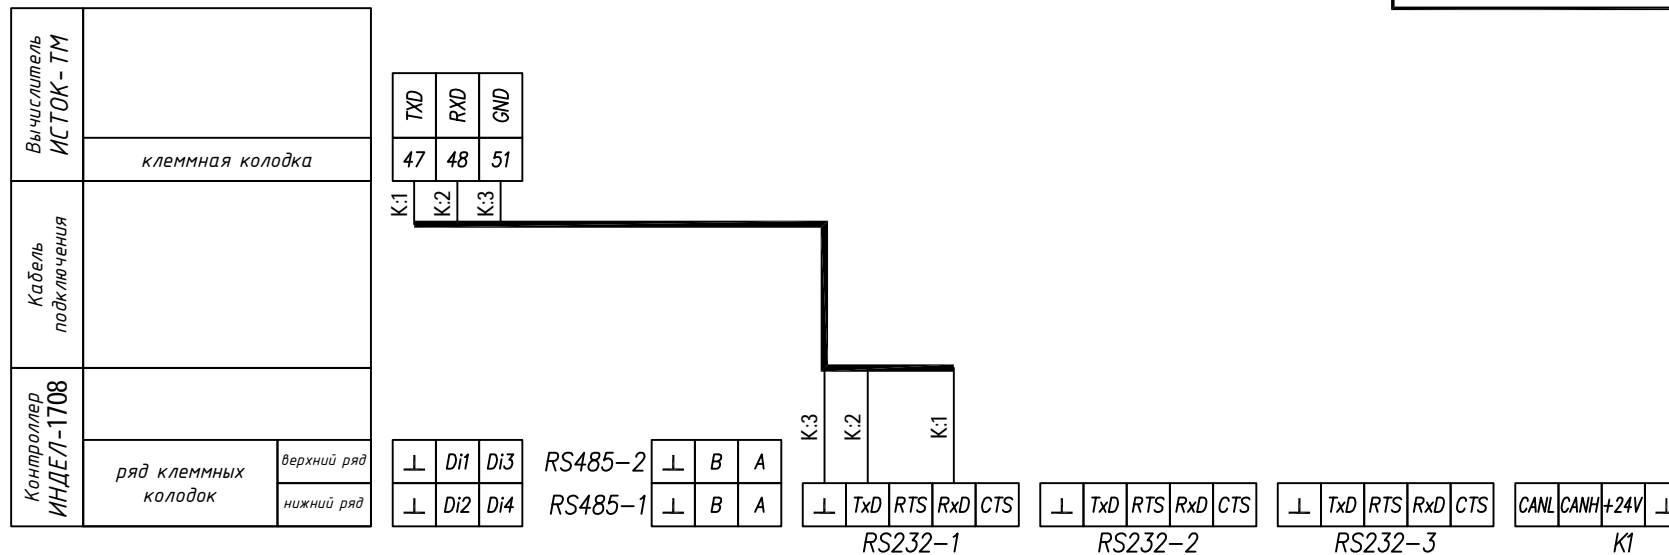 Вычислитель
ИСТОК-ТМ
клеммная колодка
TXD RXD GND
47 48 51
K:1 K:2 K:3
Кабель
подключения
K:3 K:2 K:1
Контроллер
ИНДЕЛ-1708
ряд клеммных
колодок
верхний ряд
нижний ряд
⊥ Di1 Di3 RS485-2 ⊥ B A
⊥ Di2 Di4 RS485-1 ⊥ B A
⊥ TxD RTS RxD CTS ⊥ TxD RTS RxD CTS ⊥ TxD RTS RxD CTS CANL CANH +24V ⊥
RS232-1 RS232-2 RS232-3 K1